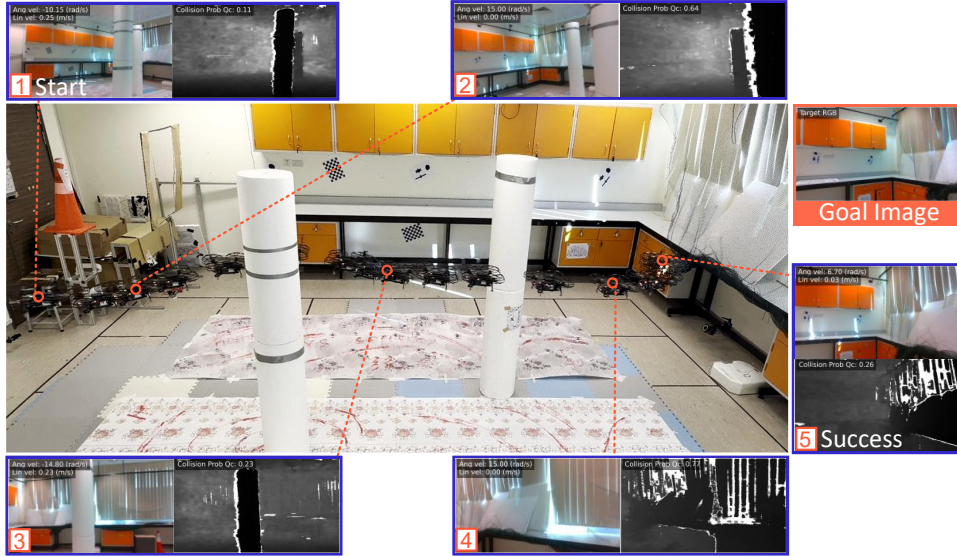 Ang vel: -10.15 (rad/s)
Lin vel: 0.25 (m/s)
Collision Prob Qc: 0.11
1 Start
Ang vel: 15.00 (rad/s)
Lin vel: 0.00 (m/s)
Collision Prob Qc: 0.64
2
Target RGB
Goal Image
Ang vel: 6.70 (rad/s)
Lin vel: 0.03 (m/s)
Collision Prob Qc: 0.26
5 Success
Ang vel: -14.80 (rad/s)
Lin vel: 0.23 (m/s)
Collision Prob Qc: 0.23
3
Ang vel: 15.00 (rad/s)
Lin vel: 0.00 (m/s)
Collision Prob Qc: 0.77
4